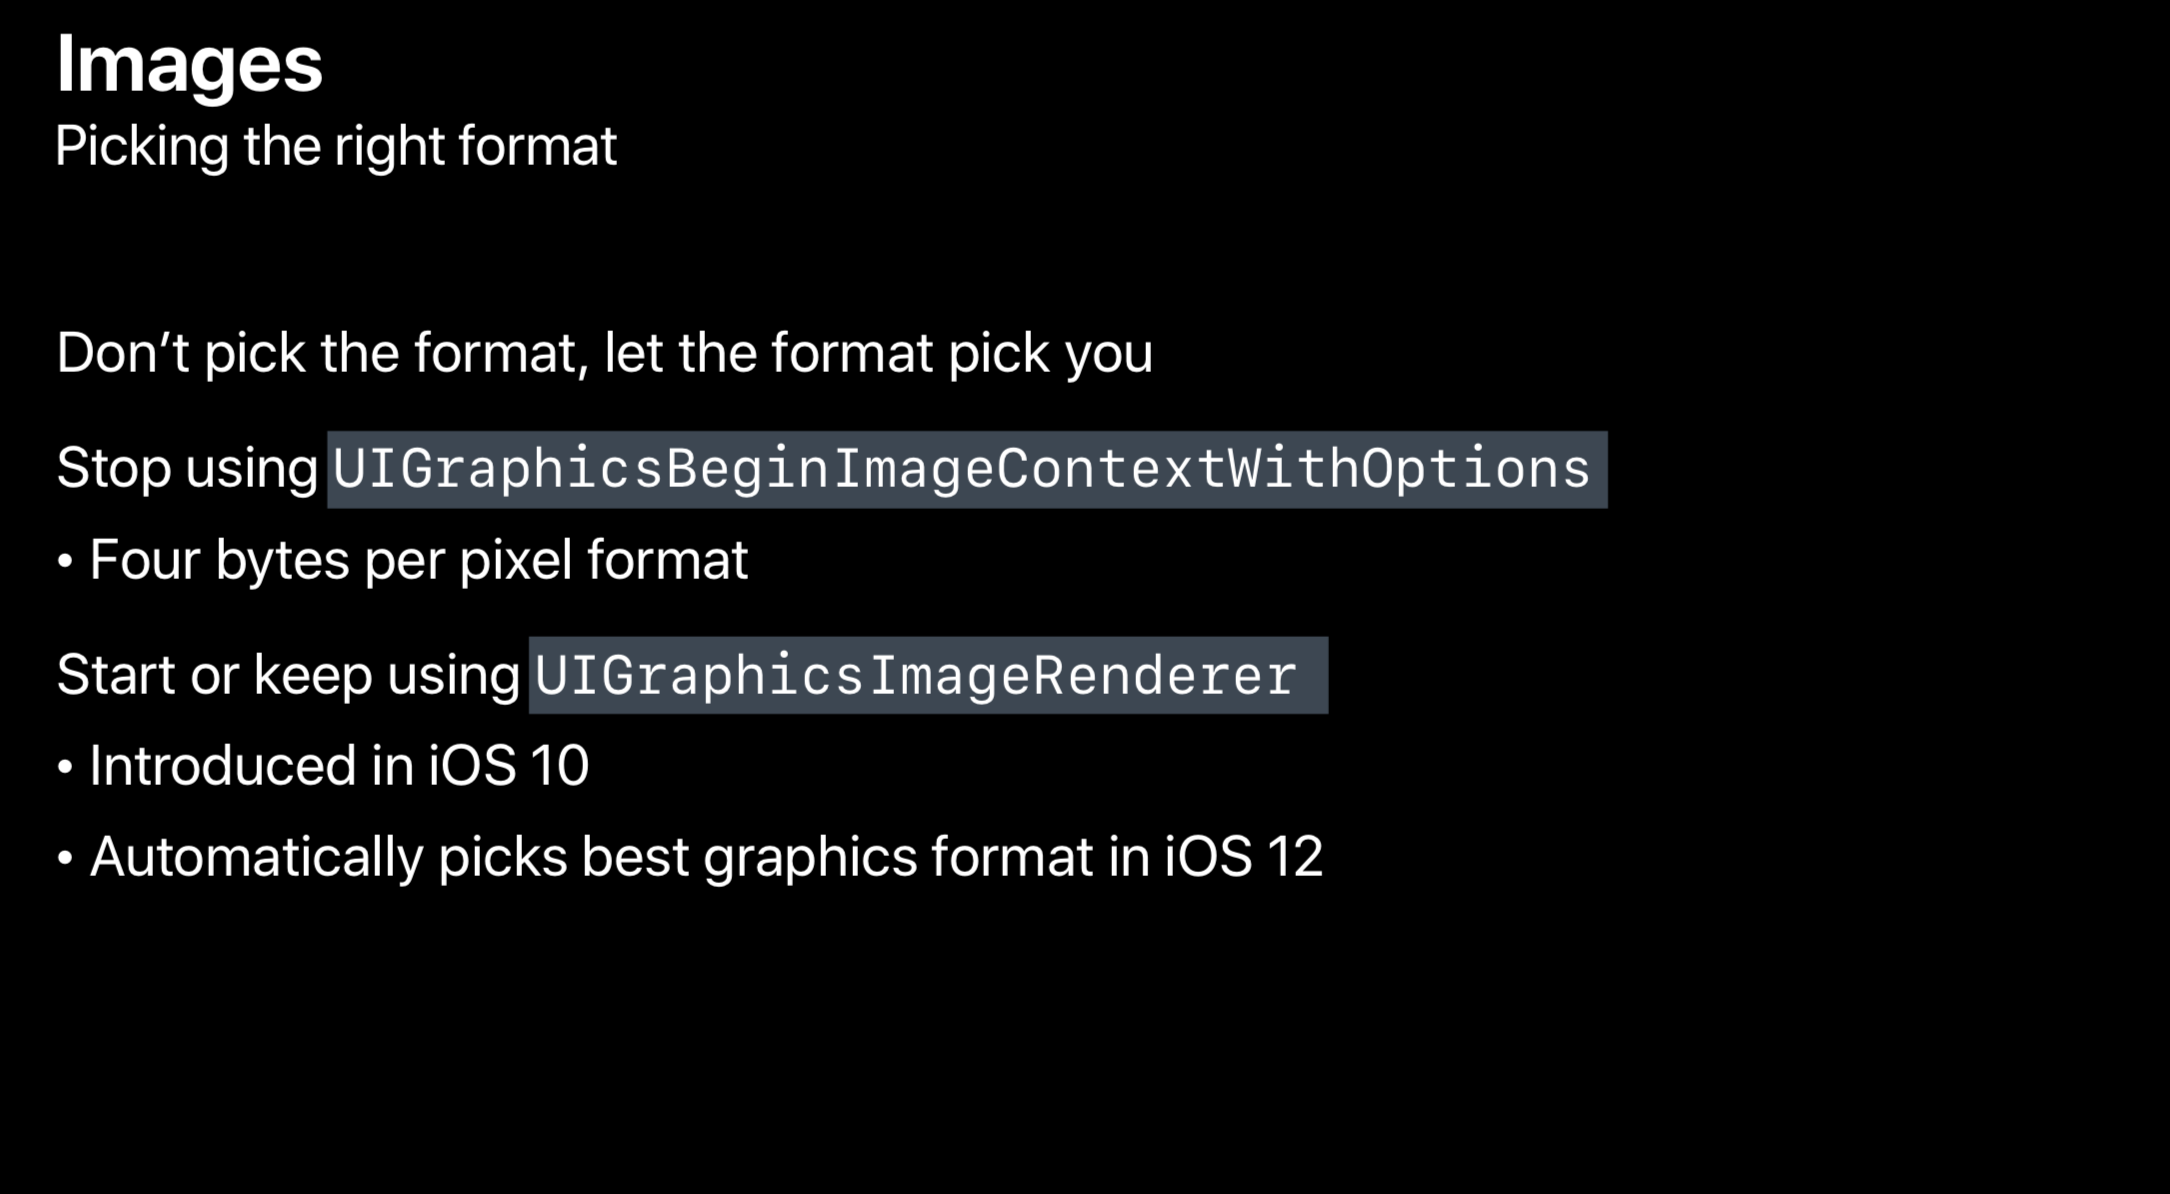 Images
Picking the right format
Don’t pick the format, let the format pick you
Stop using UIGraphicsBeginImageContextWithOptions
• Four bytes per pixel format
Start or keep using UIGraphicsImageRenderer
• Introduced in iOS 10
• Automatically picks best graphics format in iOS 12